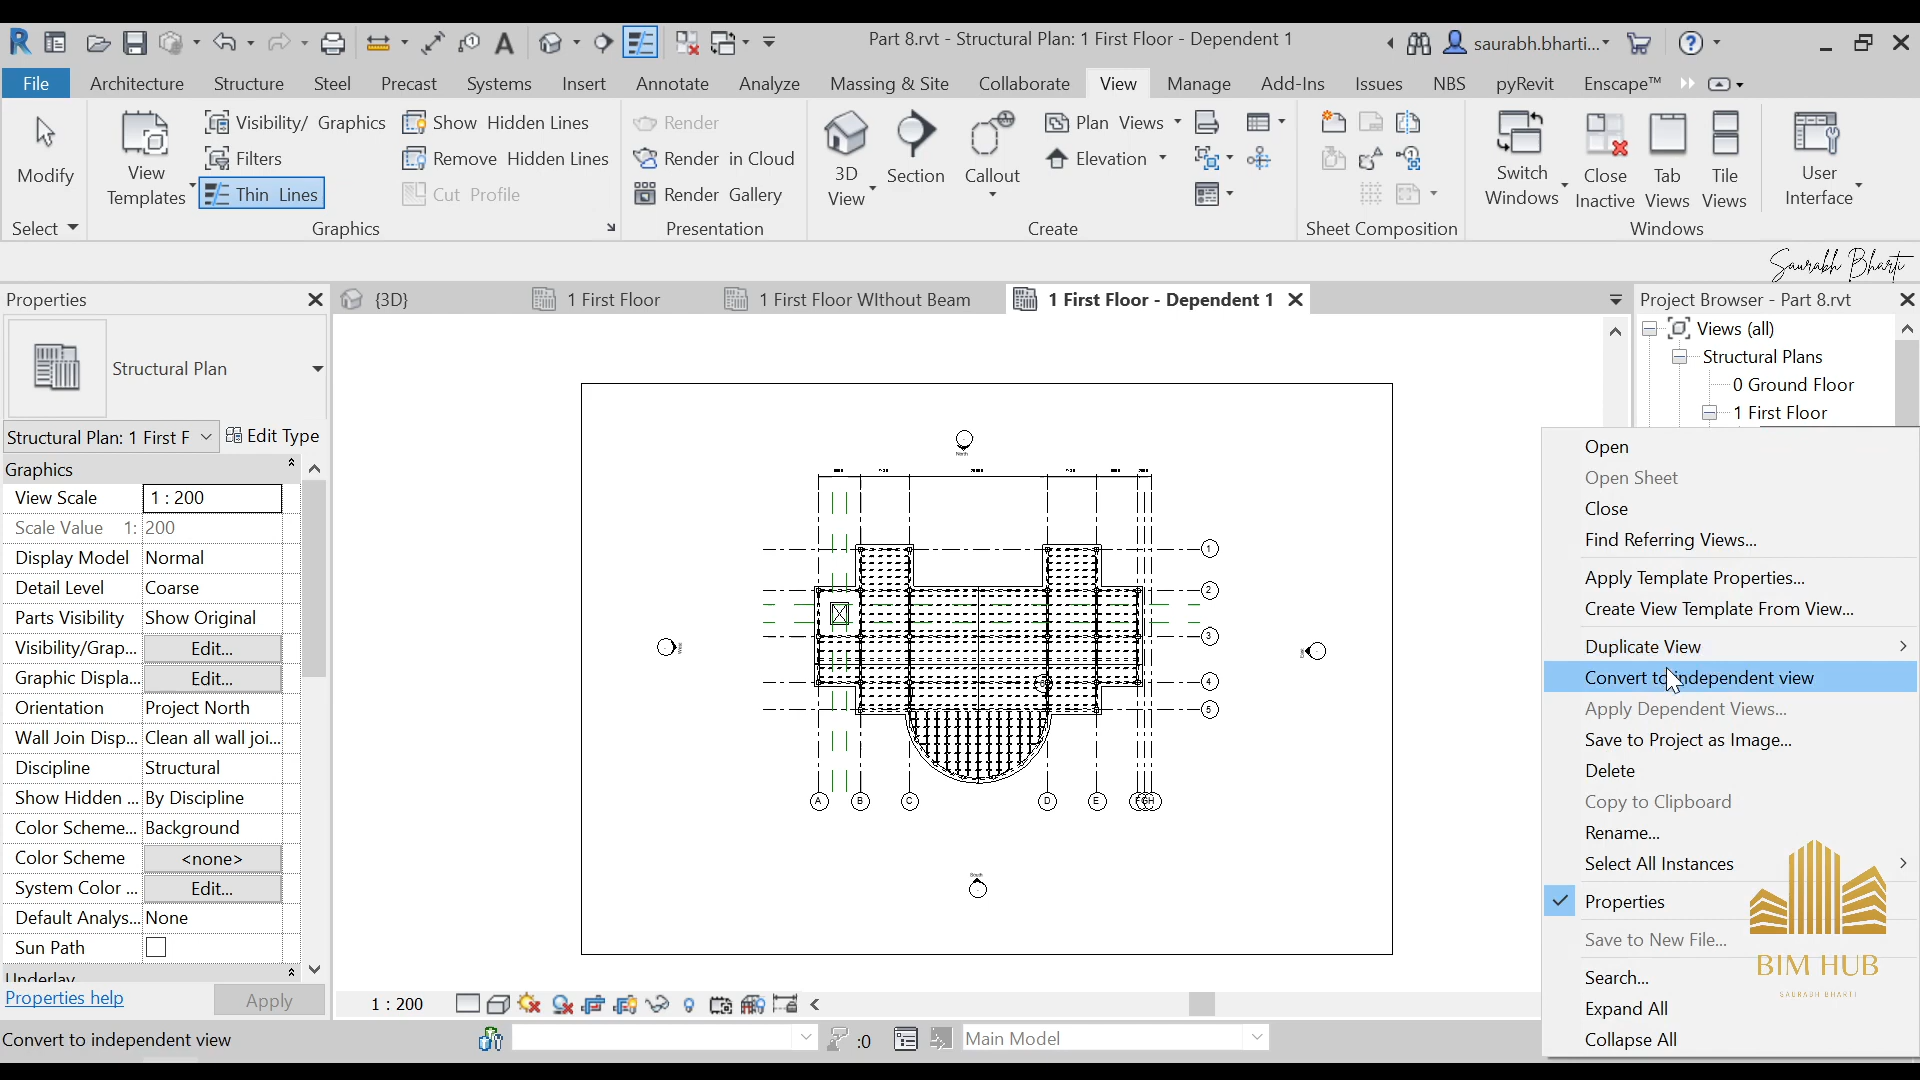 Part 8.rvt - Structural Plan: 1 First Floor - Dependent 1
saurabh.bharti...
File Architecture Structure Steel Precast Systems Insert Annotate Analyze Massing & Site Collaborate View Manage Add-Ins Issues NBS pyRevit Enscape™
Modify
Select
View Templates
Visibility/ Graphics
Filters
Thin Lines
Show Hidden Lines
Remove Hidden Lines
Cut Profile
Graphics
Render
Render in Cloud
Render Gallery
Presentation
3D View
Section
Callout
Plan Views
Elevation
Create
Sheet Composition
Switch Windows
Close Inactive
Tab Views
Tile Views
Windows
User Interface
Saurabh Bharti
Properties
{3D}
1 First Floor
1 First Floor WIthout Beam
1 First Floor - Dependent 1
Project Browser - Part 8.rvt
Structural Plan
Structural Plan: 1 First F
Edit Type
Graphics
View Scale 1 : 200
Scale Value 1: 200
Display Model Normal
Detail Level Coarse
Parts Visibility Show Original
Visibility/Grap... Edit...
Graphic Displa... Edit...
Orientation Project North
Wall Join Disp... Clean all wall joi...
Discipline Structural
Show Hidden ... By Discipline
Color Scheme... Background
Color Scheme <none>
System Color ... Edit...
Default Analys... None
Sun Path
Underlay
Properties help
Apply
North
1
2
3
4
5
A B C D E
South
Views (all)
Structural Plans
0 Ground Floor
1 First Floor
Open
Open Sheet
Close
Find Referring Views...
Apply Template Properties...
Create View Template From View...
Duplicate View
Convert to independent view
Apply Dependent Views...
Save to Project as Image...
Delete
Copy to Clipboard
Rename...
Select All Instances
Properties
Save to New File...
Search...
Expand All
Collapse All
BIM HUB
SAURABH BHARTI
1 : 200
Convert to independent view
:0
Main Model